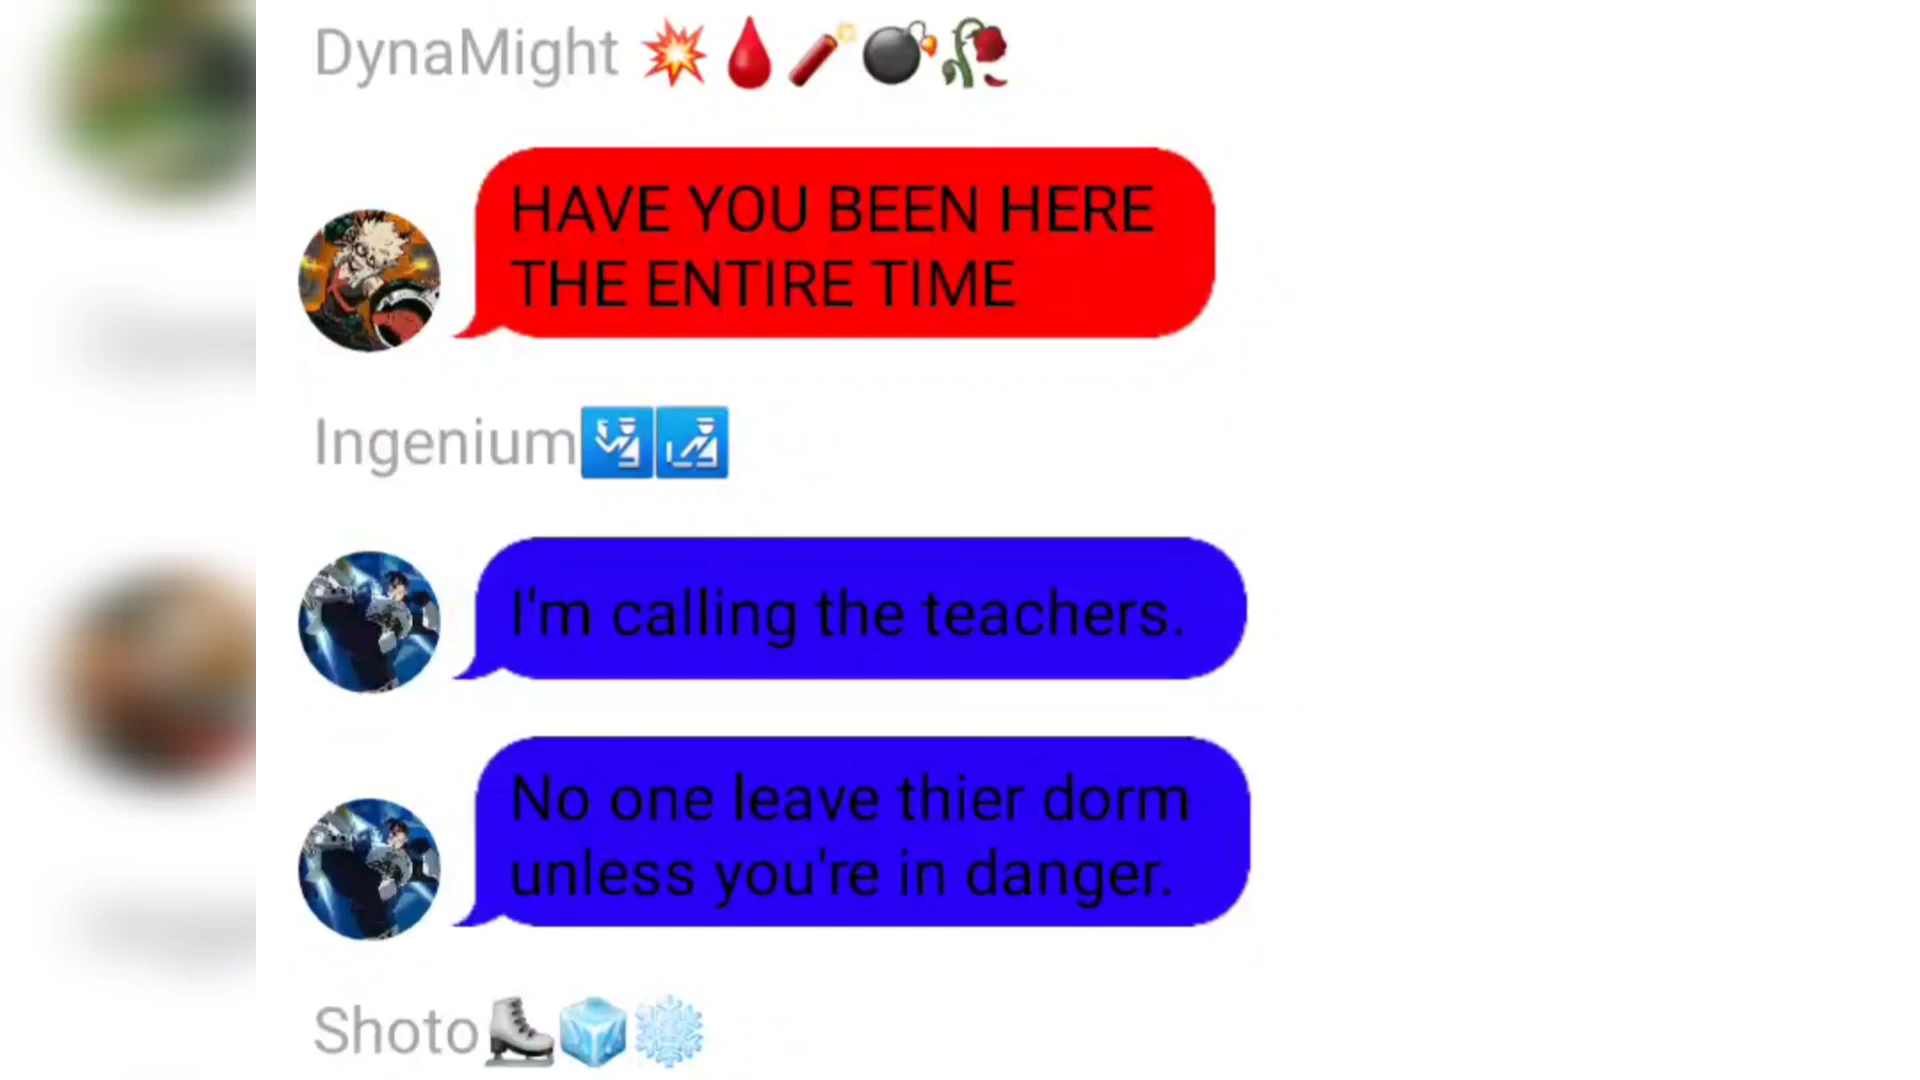 DynaMight 💥🩸🧨💣🥀
HAVE YOU BEEN HERE
THE ENTIRE TIME
Ingenium🛂🛃
I'm calling the teachers.
No one leave thier dorm
unless you're in danger.
Shoto⛸️🧊❄️